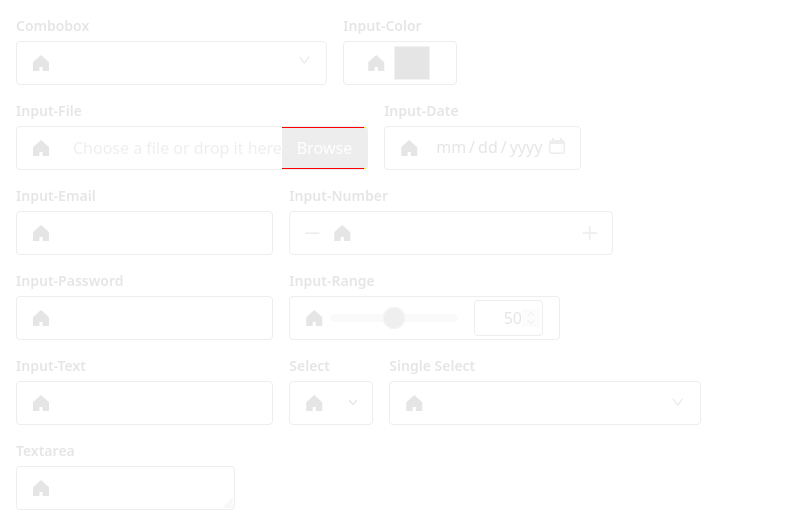 Combobox
Input-Color
Input-File
Input-Date
Choose a file or drop it here
Browse
mm/dd/yyyy
Input-Email
Input-Number
Input-Password
Input-Range
50
Input-Text
Select
Single Select
Textarea